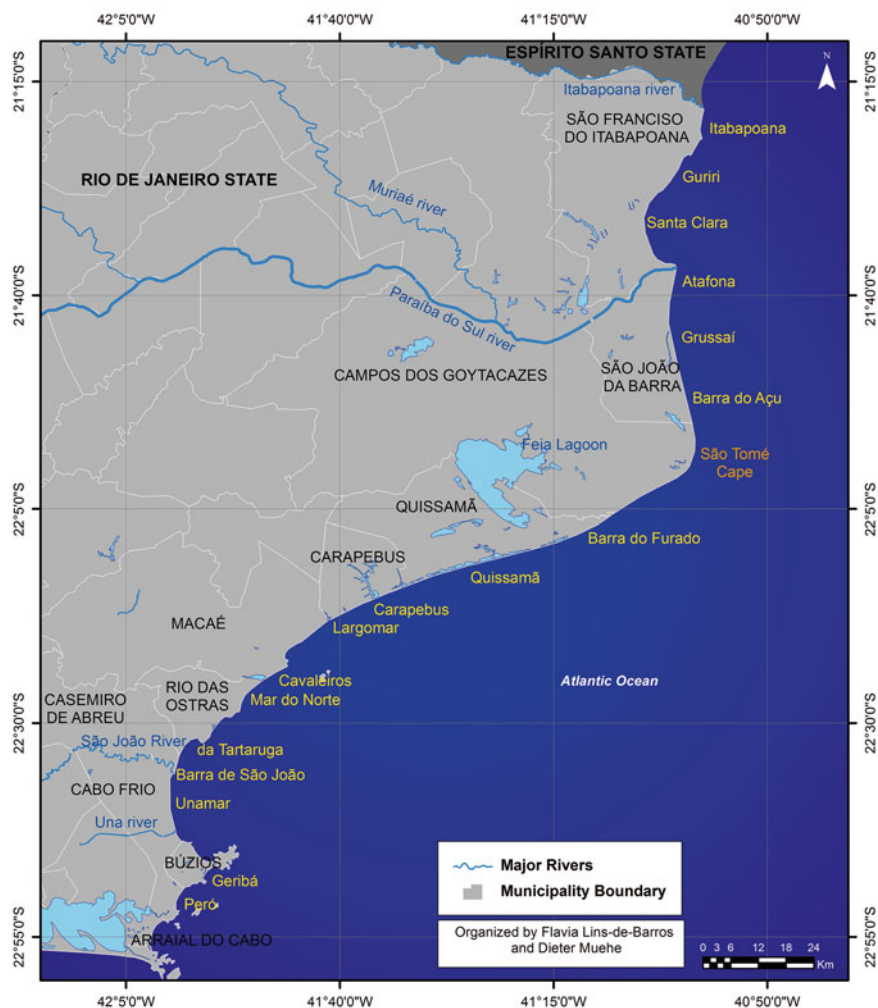 42°5'0"W
41°40'0"W
41°15'0"W
40°50'0"W
ESPÍRITO SANTO STATE
N
21°15'0"S
21°15'0"S
Itabapoana river
SÃO FRANCISO
DO ITABAPOANA
Itabapoana
RIO DE JANEIRO STATE
Guriri
Muriaé river
Santa Clara
21°40'0"S
21°40'0"S
Atafona
Paraíba do Sul river
Grussaí
CAMPOS DOS GOYTACAZES
SÃO JOÃO
DA BARRA
Barra do Açu
Feia Lagoon
São Tomé
Cape
QUISSAMÃ
22°5'0"S
22°5'0"S
Barra do Furado
CARAPEBUS
Quissamã
Carapebus
MACAÉ
Largomar
Cavaleiros
Atlantic Ocean
RIO DAS
OSTRAS
Mar do Norte
CASEMIRO
DE ABREU
22°30'0"S
22°30'0"S
São João River
da Tartaruga
Barra de São João
CABO FRIO
Unamar
Una river
BÚZIOS
Geribá
Peró
Major Rivers
Municipality Boundary
Organized by Flavia Lins-de-Barros
and Dieter Muehe
22°55'0"S
22°55'0"S
ARRAIAL DO CABO
0 3 6 12 18 24
Km
42°5'0"W
41°40'0"W
41°15'0"W
40°50'0"W